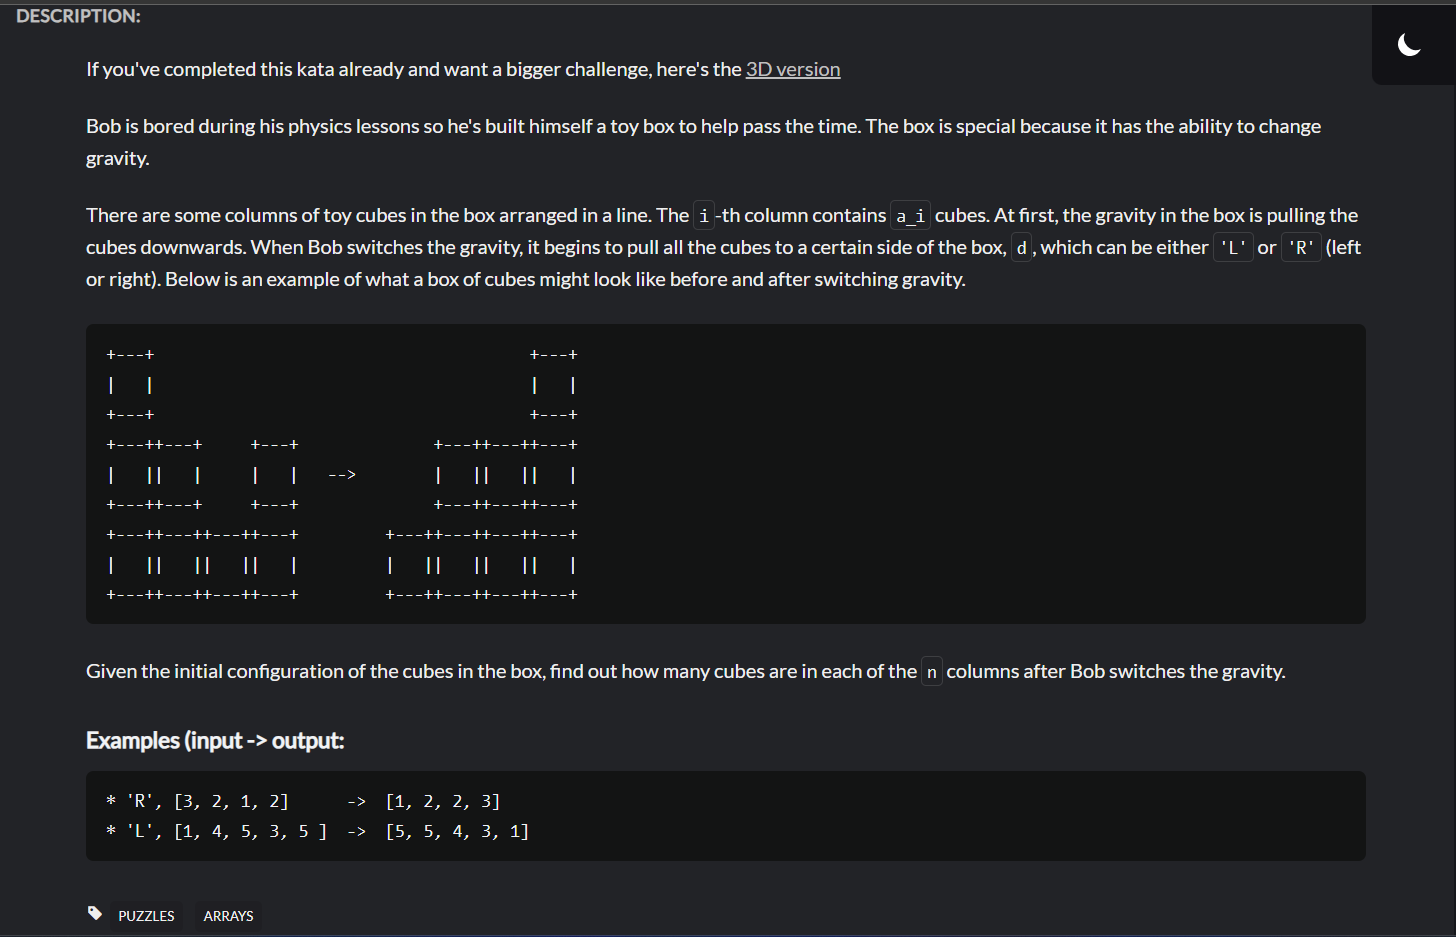 DESCRIPTION:
If you've completed this kata already and want a bigger challenge, here's the 3D version
Bob is bored during his physics lessons so he's built himself a toy box to help pass the time. The box is special because it has the ability to change
gravity.
There are some columns of toy cubes in the box arranged in a line. The i-th column contains a_i cubes. At first, the gravity in the box is pulling the
cubes downwards. When Bob switches the gravity, it begins to pull all the cubes to a certain side of the box, d, which can be either 'L' or 'R' (left
or right). Below is an example of what a box of cubes might look like before and after switching gravity.
+---+                                       +---+
|   |                                       |   |
+---+                                       +---+
+---++---+     +---+              +---++---++---+
|   ||   |     |   |   -->        |   ||   ||   |
+---++---+     +---+              +---++---++---+
+---++---++---++---+         +---++---++---++---+
|   ||   ||   ||   |         |   ||   ||   ||   |
+---++---++---++---+         +---++---++---++---+
Given the initial configuration of the cubes in the box, find out how many cubes are in each of the n columns after Bob switches the gravity.
Examples (input -> output:
* 'R', [3, 2, 1, 2]      ->  [1, 2, 2, 3]
* 'L', [1, 4, 5, 3, 5 ]  ->  [5, 5, 4, 3, 1]
PUZZLES ARRAYS